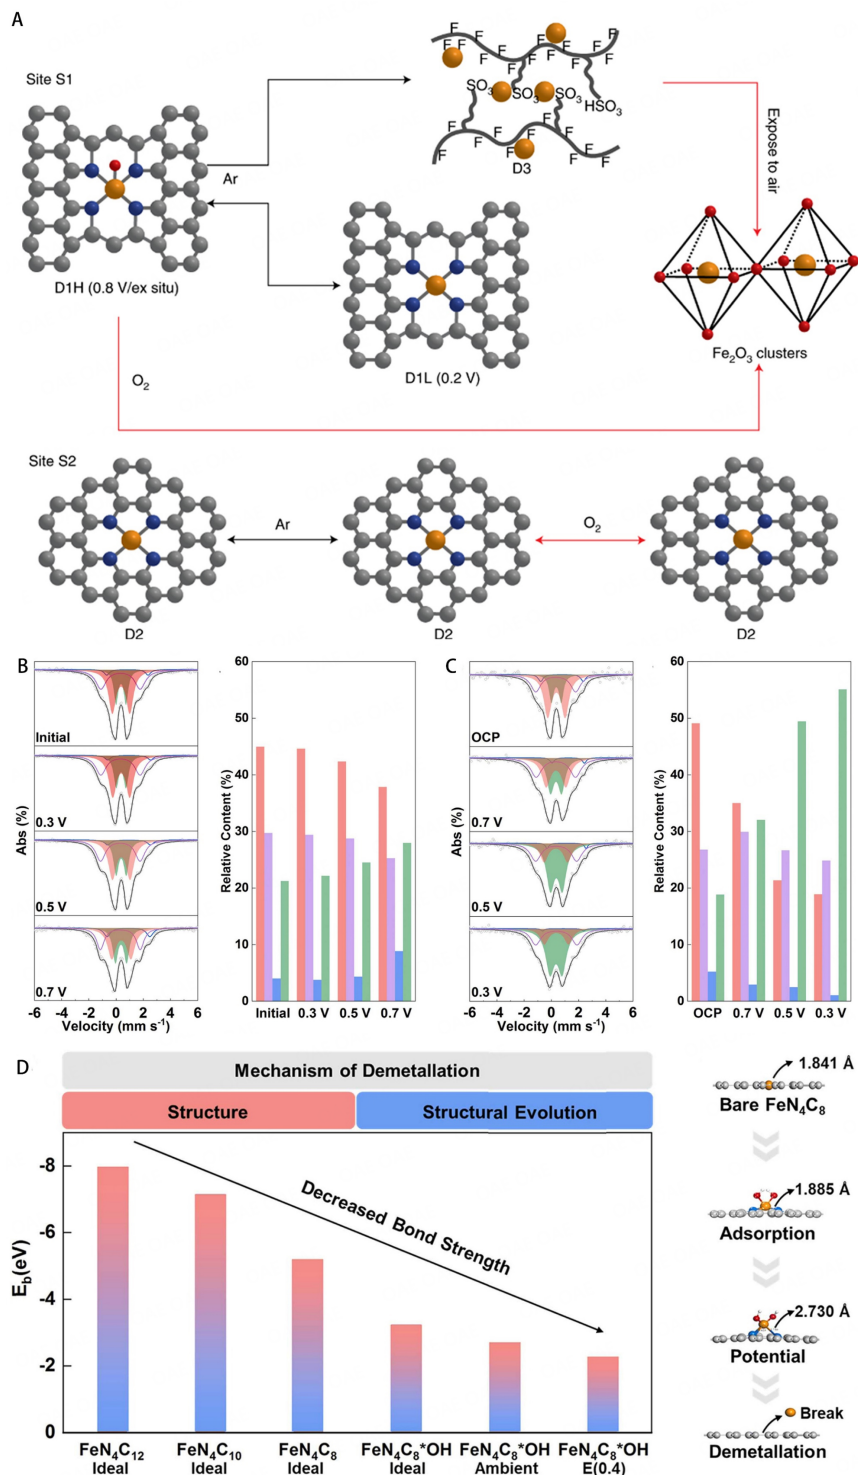 A
Site S1
F F F F F F F F F F
SO3 SO3 SO3 HSO3
F F F F F F F F F
D3
Ar
Expose to air
D1H (0.8 V/ex situ)
D1L (0.2 V)
Fe₂O₃ clusters
O₂
Site S2
Ar
O₂
D2
D2
D2
B
Abs (%)
Initial
0.3 V
0.5 V
0.7 V
-6 -4 -2 0 2 4 6
Velocity (mm s⁻¹)
Relative Content (%)
60
50
40
30
20
10
0
Initial 0.3 V 0.5 V 0.7 V
C
Abs (%)
OCP
0.7 V
0.5 V
0.3 V
-6 -4 -2 0 2 4 6
Velocity (mm s⁻¹)
Relative Content (%)
60
50
40
30
20
10
0
OCP 0.7 V 0.5 V 0.3 V
D
Mechanism of Demetallation
Structure
Structural Evolution
E_b(eV)
-8
-6
-4
-2
0
Decreased Bond Strength
FeN₄C₁₂
Ideal
FeN₄C₁₀
Ideal
FeN₄C₈
Ideal
FeN₄C₈*OH
Ideal
FeN₄C₈*OH
Ambient
FeN₄C₈*OH
E(0.4)
1.841 Å
Bare FeN₄C₈
1.885 Å
Adsorption
2.730 Å
Potential
Break
Demetallation